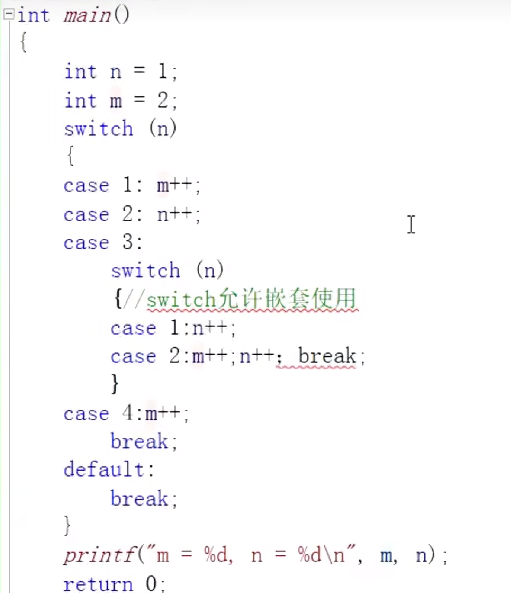 int main()
{
int n = 1;
int m = 2;
switch (n)
{
case 1: m++;
case 2: n++;
case 3:
switch (n)
{//switch允许嵌套使用
case 1:n++;
case 2:m++;n++；break;
}
case 4:m++;
break;
default:
break;
}
printf("m = %d, n = %d\n", m, n);
return 0;